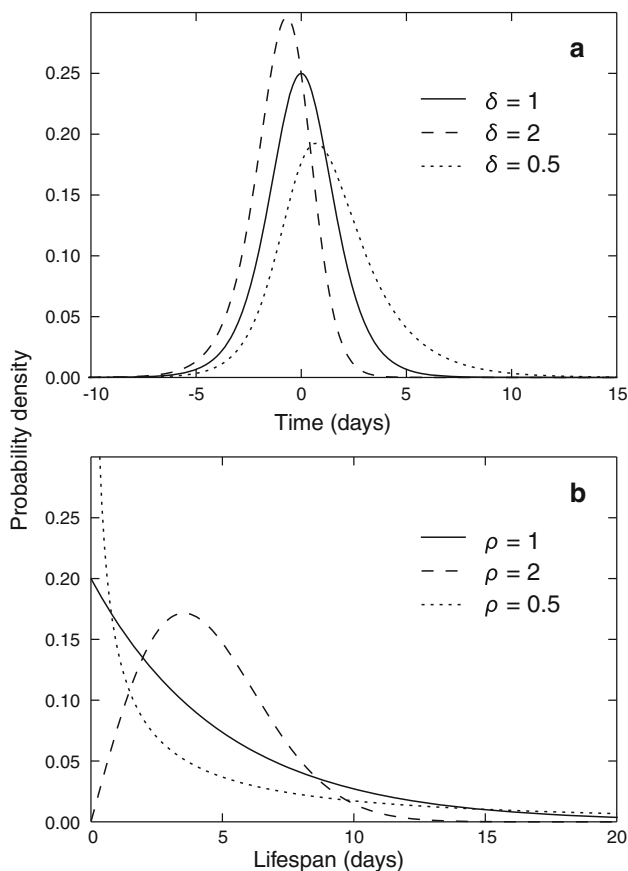 a
0.25
0.20
0.15
0.10
0.05
0.00
δ = 1
δ = 2
δ = 0.5
-10 -5 0 5 10 15
Time (days)
Probability density
b
0.25
0.20
0.15
0.10
0.05
0.00
ρ = 1
ρ = 2
ρ = 0.5
0 5 10 15 20
Lifespan (days)